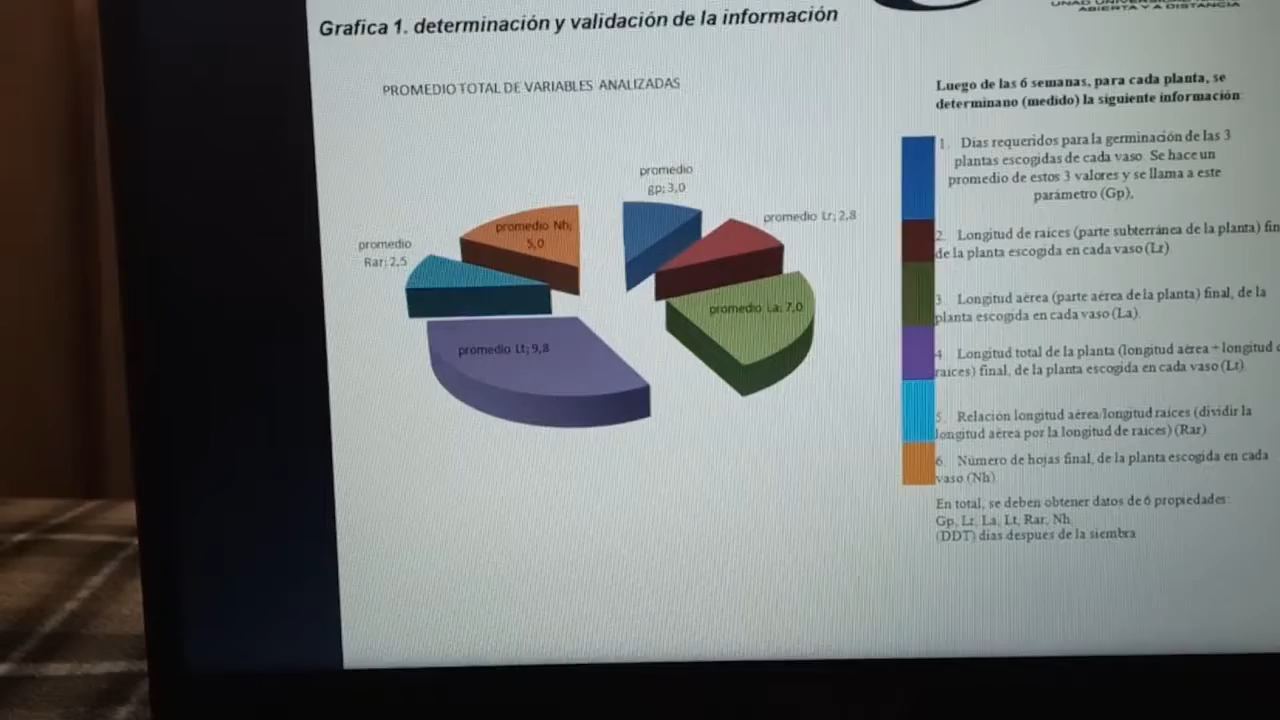 Grafica 1. determinación y validación de la información
ABIERTA Y A DISTANCIA
PROMEDIO TOTAL DE VARIABLES ANALIZADAS
promedio
gp; 3,0
promedio Lr; 2,8
promedio La; 7,0
promedio Lt; 9,8
promedio
Rar; 2,5
promedio Nh;
5,0
Luego de las 6 semanas, para cada planta, se
determinano (medido) la siguiente información:
1. Dias requeridos para la germinación de las 3
plantas escogidas de cada vaso. Se hace un
promedio de estos 3 valores y se llama a este
parámetro (Gp),
2. Longitud de raíces (parte subterránea de la planta)
de la planta escogida en cada vaso (Lr)
3. Longitud aérea (parte aérea de la planta) final, de la
planta escogida en cada vaso (La).
4. Longitud total de la planta (longitud aérea + longitud
raíces) final, de la planta escogida en cada vaso (Lt)
5. Relación longitud aérea/longitud raíces (dividir la
longitud aérea por la longitud de raíces) (Rar)
6. Número de hojas final, de la planta escogida en cada
vaso (Nh)
En total, se deben obtener datos de 6 propiedades:
Gp, Lr, La, Lt, Rar, Nh.
(DDT) dias despues de la siembra